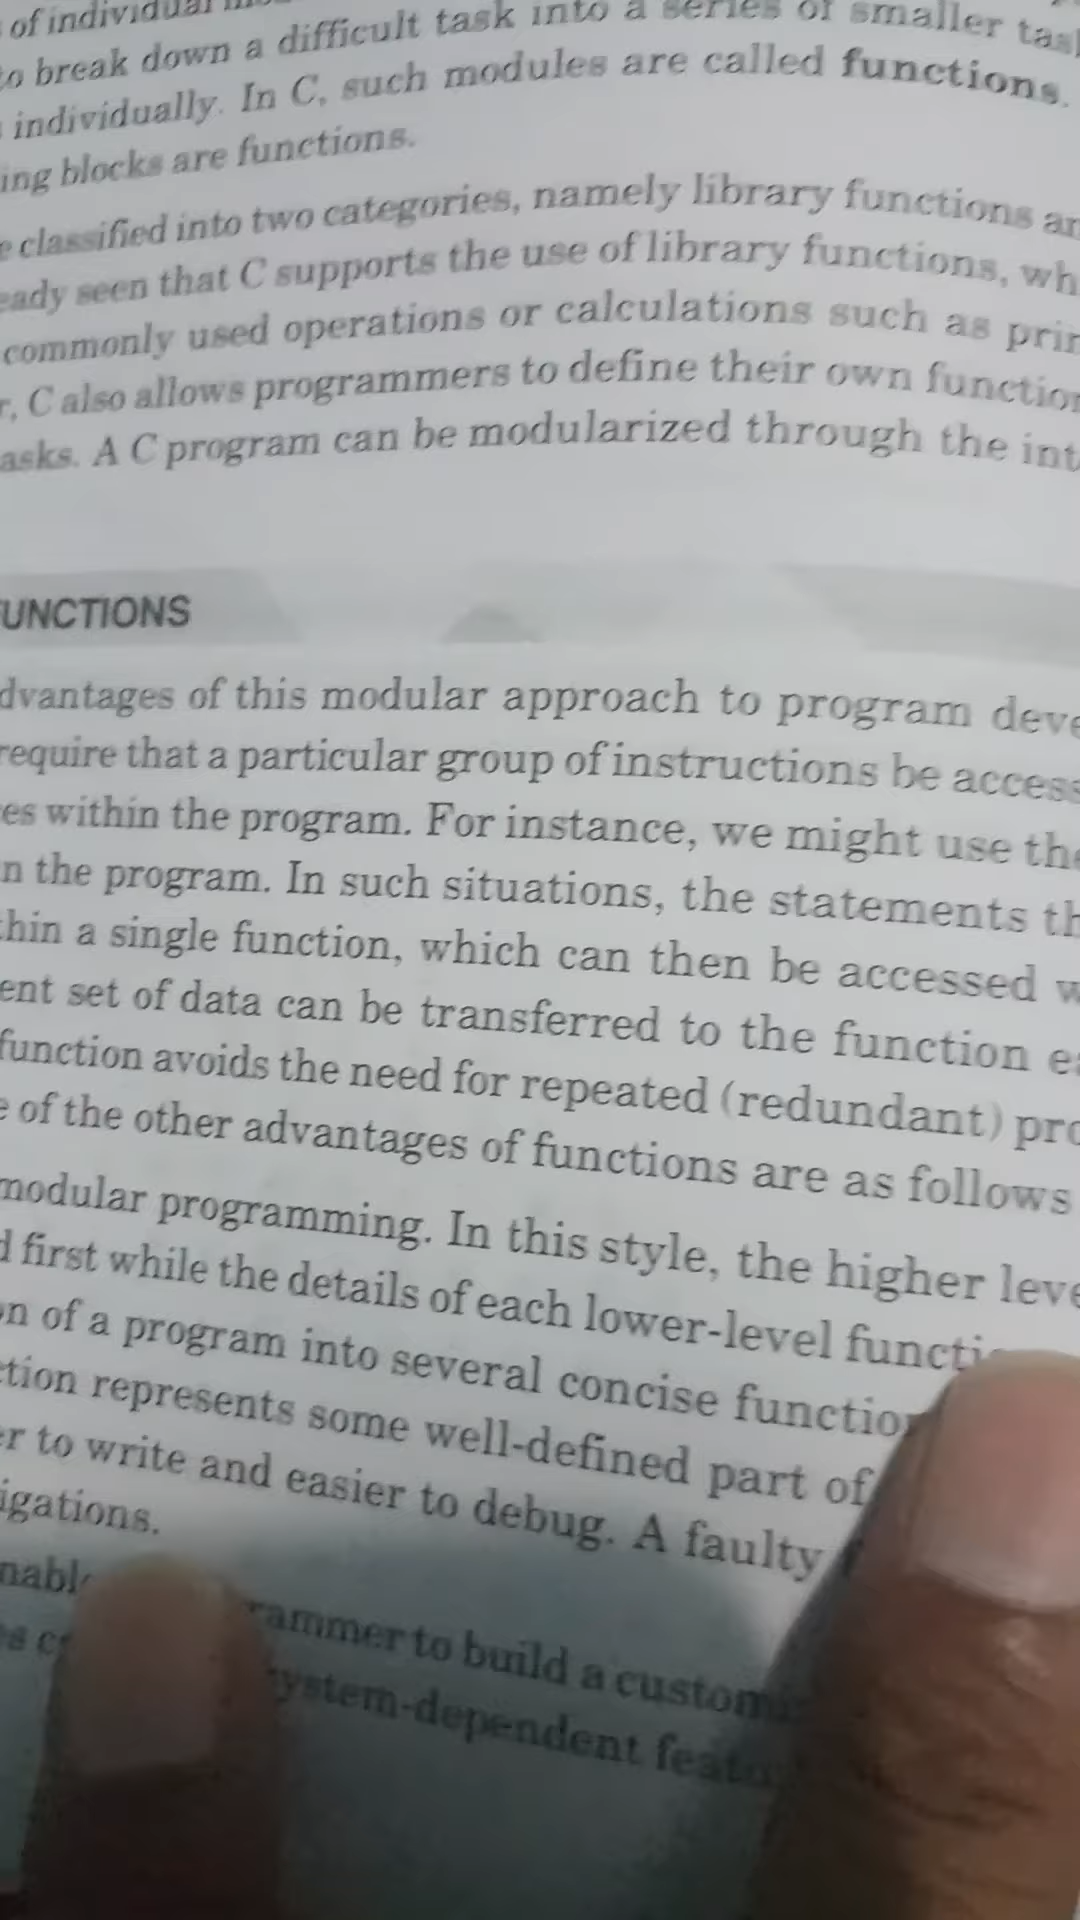 of individual
to break down a difficult task into a series of smaller
individually. In C, such modules are called functions.
ing blocks are functions.
classified into two categories, namely library functions
eady seen that C supports the use of library functions, wh
commonly used operations or calculations such as prin
r, C also allows programmers to define their own function
asks. A C program can be modularized through the int
UNCTIONS
dvantages of this modular approach to program deve
require that a particular group of instructions be access
es within the program. For instance, we might use the
n the program. In such situations, the statements th
thin a single function, which can then be accessed w
ent set of data can be transferred to the function ea
function avoids the need for repeated (redundant) pro
e of the other advantages of functions are as follows
modular programming. In this style, the higher leve
d first while the details of each lower-level functi
on of a program into several concise function
ction represents some well-defined part of
er to write and easier to debug. A faulty
igations.
nabl rammer to build a custom
ystem-dependent feat